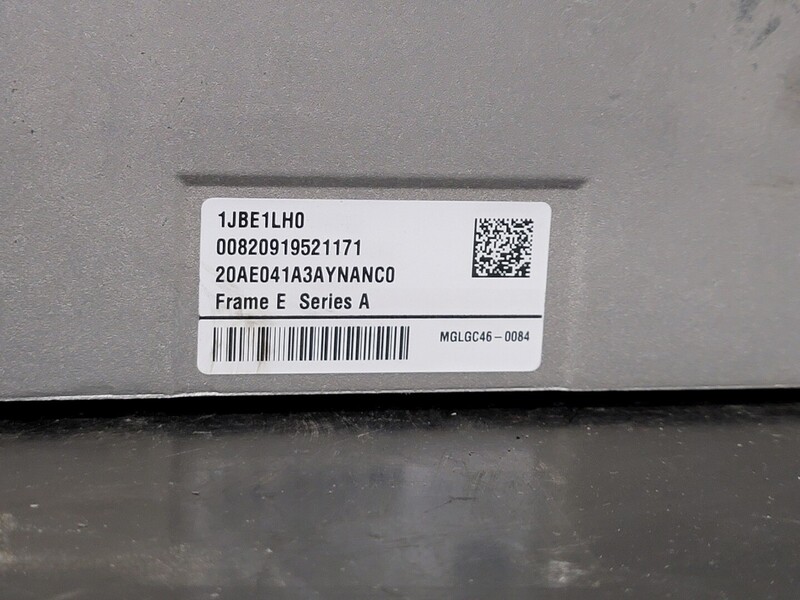 1JBE1LH0
00820919521171
20AE041A3AYNANC0
Frame E Series A
MGLGC46-0084